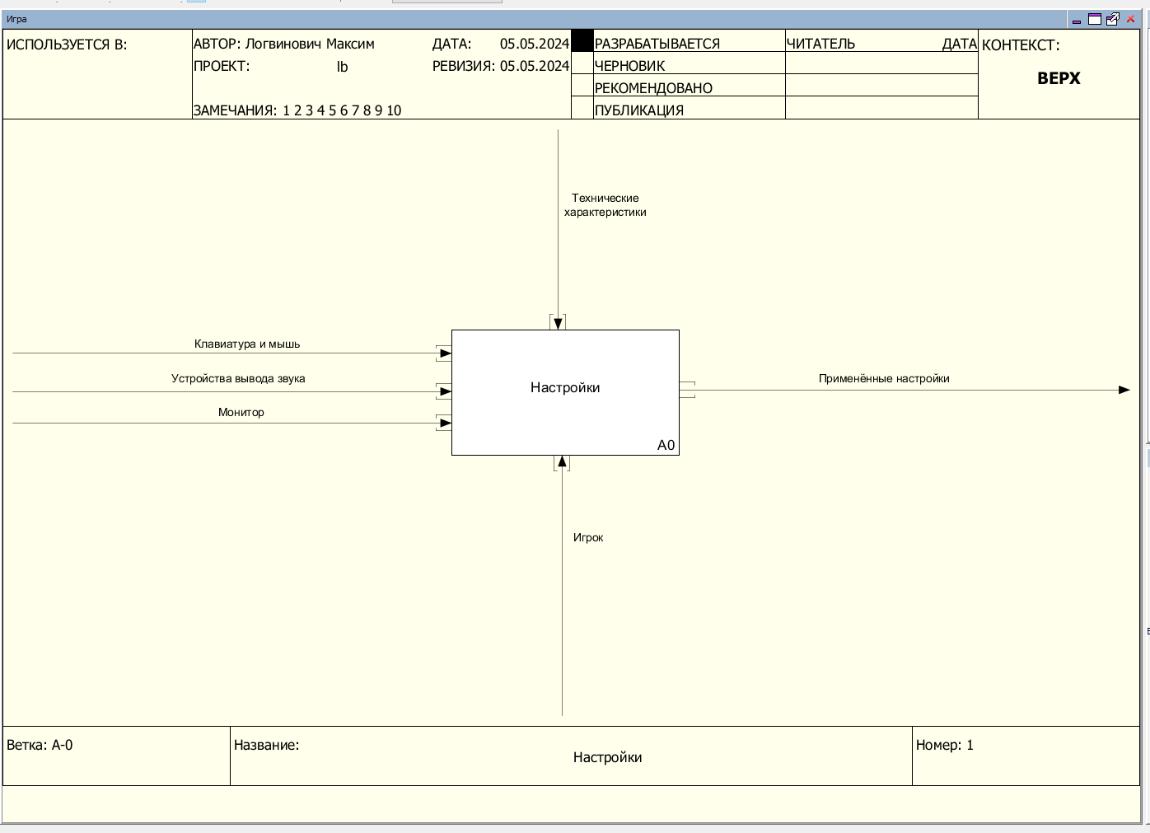 Игра
ИСПОЛЬЗУЕТСЯ В:
АВТОР: Логвинович Максим
ДАТА: 05.05.2024
ПРОЕКТ: lb
РЕВИЗИЯ: 05.05.2024
ЗАМЕЧАНИЯ: 1 2 3 4 5 6 7 8 9 10
РАЗРАБАТЫВАЕТСЯ
ЧЕРНОВИК
РЕКОМЕНДОВАНО
ПУБЛИКАЦИЯ
ЧИТАТЕЛЬ ДАТА
КОНТЕКСТ:
ВЕРХ
Технические
характеристики
Клавиатура и мышь
Устройства вывода звука
Монитор
Настройки
A0
Применённые настройки
Игрок
Ветка: A-0
Название:
Настройки
Номер: 1